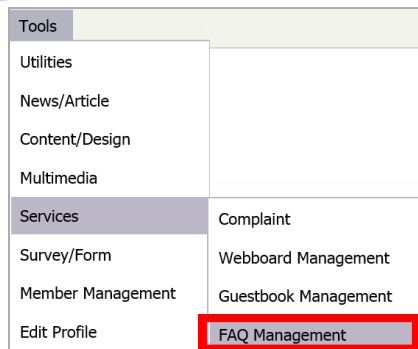 Tools
Utilities
News/Article
Content/Design
Multimedia
Services
Survey/Form
Member Management
Edit Profile
Complaint
Webboard Management
Guestbook Management
FAQ Management